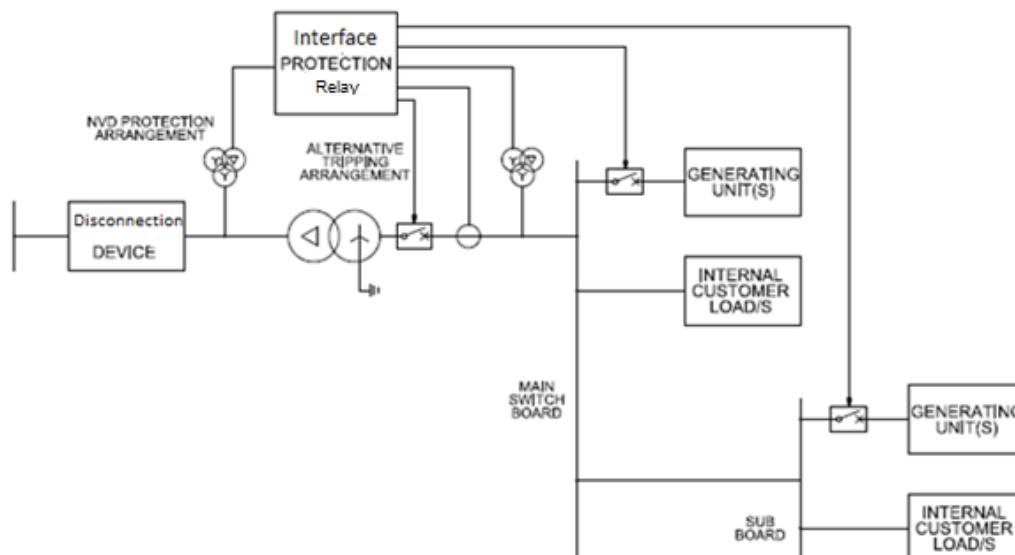 Interface
PROTECTION
Relay
NVD PROTECTION
ARRANGEMENT
ALTERNATIVE
TRIPPING
ARRANGEMENT
Disconnection
DEVICE
GENERATING
UNIT(S)
INTERNAL
CUSTOMER
LOAD/S
MAIN
SWITCH
BOARD
GENERATING
UNIT(S)
SUB
BOARD
INTERNAL
CUSTOMER
LOAD/S